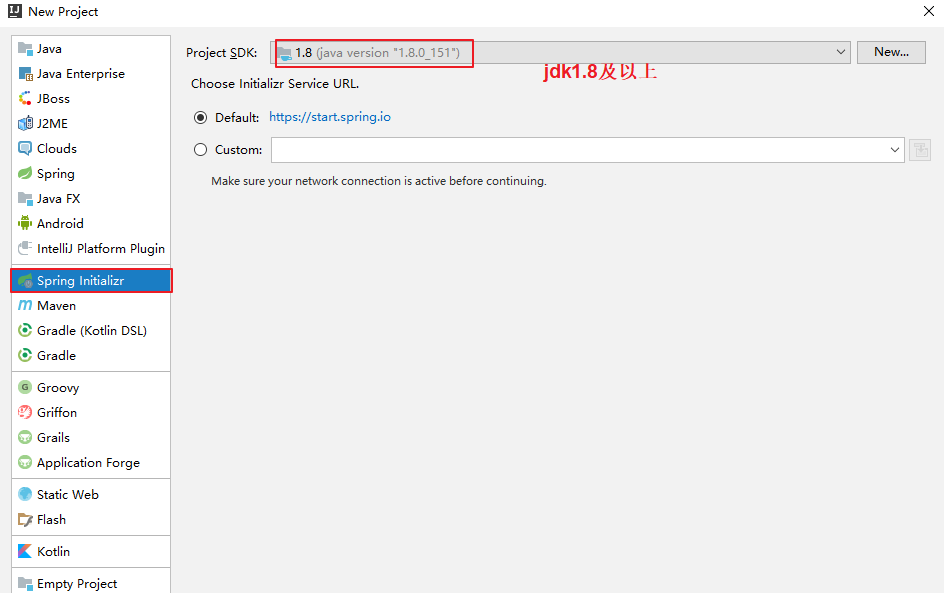 New Project
Java
Java Enterprise
JBoss
J2ME
Clouds
Spring
Java FX
Android
IntelliJ Platform Plugin
Spring Initializr
Maven
Gradle (Kotlin DSL)
Gradle
Groovy
Griffon
Grails
Application Forge
Static Web
Flash
Kotlin
Empty Project
Project SDK: 1.8 (java version "1.8.0_151") New...
jdk1.8及以上
Choose Initializr Service URL.
Default: https://start.spring.io
Custom:
Make sure your network connection is active before continuing.